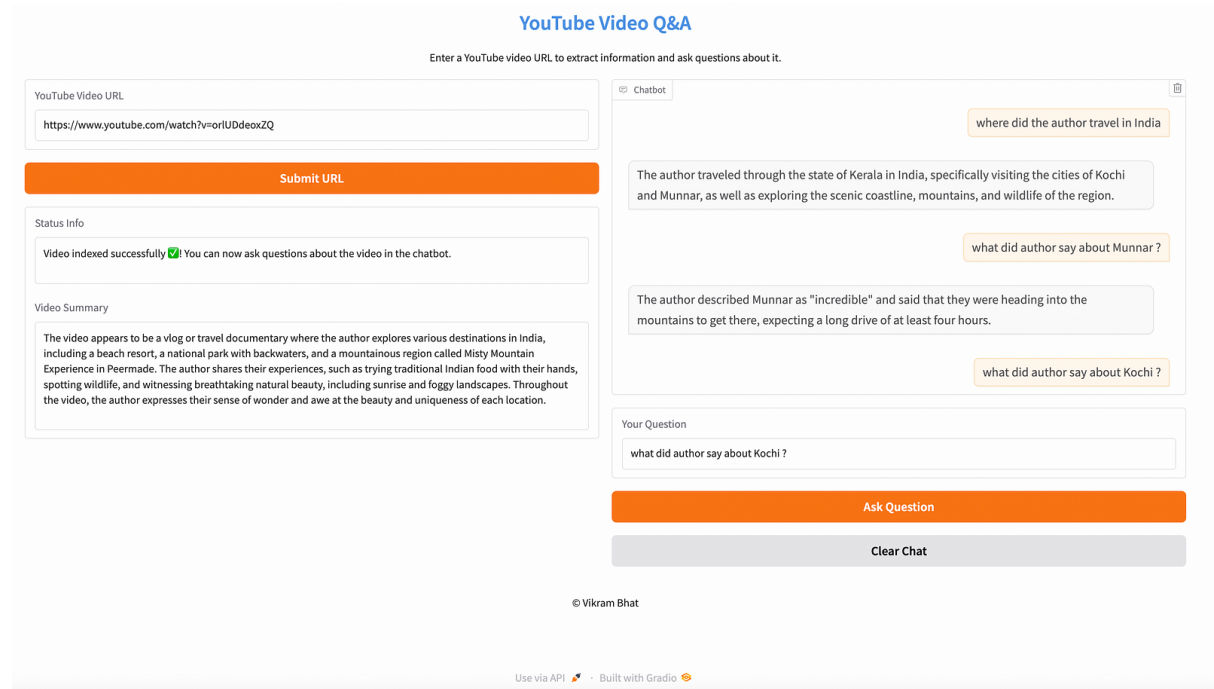 YouTube Video Q&A
Enter a YouTube video URL to extract information and ask questions about it.
YouTube Video URL
https://www.youtube.com/watch?v=orlUDdeoxZQ
Submit URL
Status Info
Video indexed successfully ✅! You can now ask questions about the video in the chatbot.
Video Summary
The video appears to be a vlog or travel documentary where the author explores various destinations in India,
including a beach resort, a national park with backwaters, and a mountainous region called Misty Mountain
Experience in Peermade. The author shares their experiences, such as trying traditional Indian food with their hands,
spotting wildlife, and witnessing breathtaking natural beauty, including sunrise and foggy landscapes. Throughout
the video, the author expresses their sense of wonder and awe at the beauty and uniqueness of each location.
Chatbot
where did the author travel in India
The author traveled through the state of Kerala in India, specifically visiting the cities of Kochi
and Munnar, as well as exploring the scenic coastline, mountains, and wildlife of the region.
what did author say about Munnar ?
The author described Munnar as "incredible" and said that they were heading into the
mountains to get there, expecting a long drive of at least four hours.
what did author say about Kochi ?
Your Question
what did author say about Kochi ?
Ask Question
Clear Chat
© Vikram Bhat
Use via API 🚀 · Built with Gradio